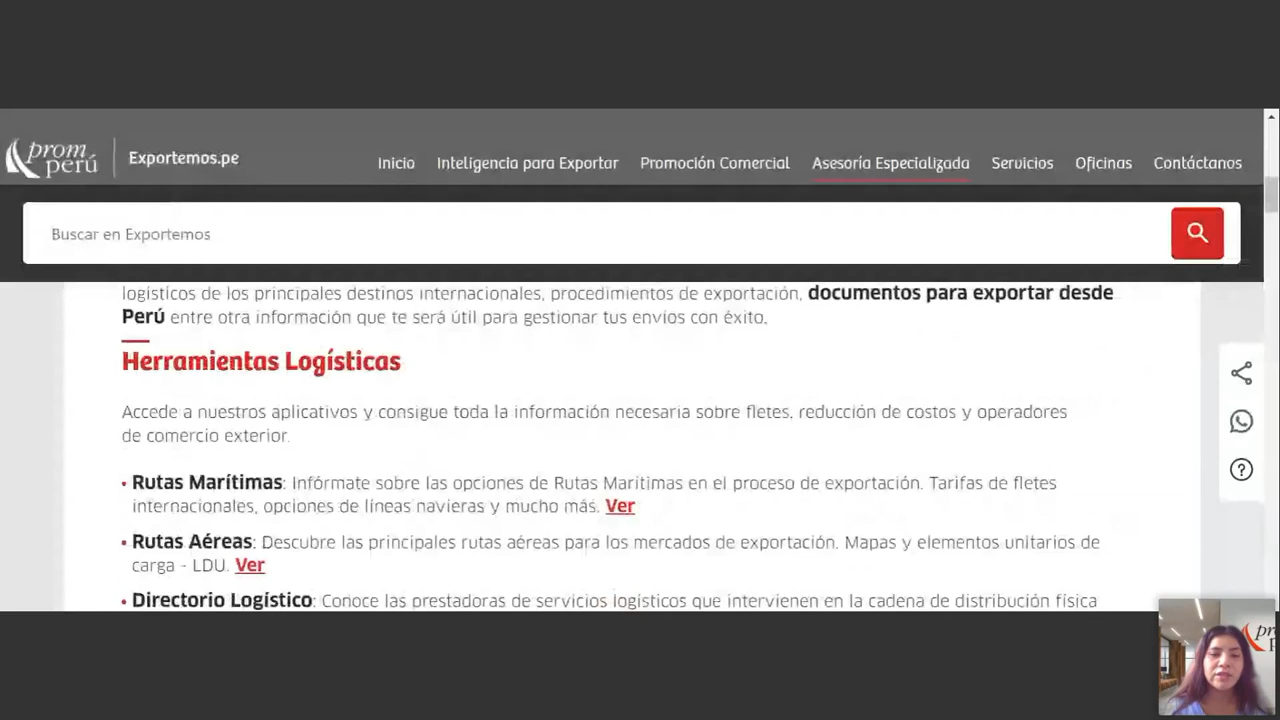 prom
perú
Exportemos.pe
Inicio
Inteligencia para Exportar
Promoción Comercial
Asesoría Especializada
Servicios
Oficinas
Contáctanos
Buscar en Exportemos
logísticos de los principales destinos internacionales, procedimientos de exportación, documentos para exportar desde
Perú entre otra información que te será útil para gestionar tus envíos con éxito.
Herramientas Logísticas
Accede a nuestros aplicativos y consigue toda la información necesaria sobre fletes, reducción de costos y operadores
de comercio exterior.
• Rutas Marítimas: Infórmate sobre las opciones de Rutas Marítimas en el proceso de exportación. Tarifas de fletes
internacionales, opciones de líneas navieras y mucho más. Ver
• Rutas Aéreas: Descubre las principales rutas aéreas para los mercados de exportación. Mapas y elementos unitarios de
carga - LDU. Ver
• Directorio Logístico: Conoce las prestadoras de servicios logísticos que intervienen en la cadena de distribución física